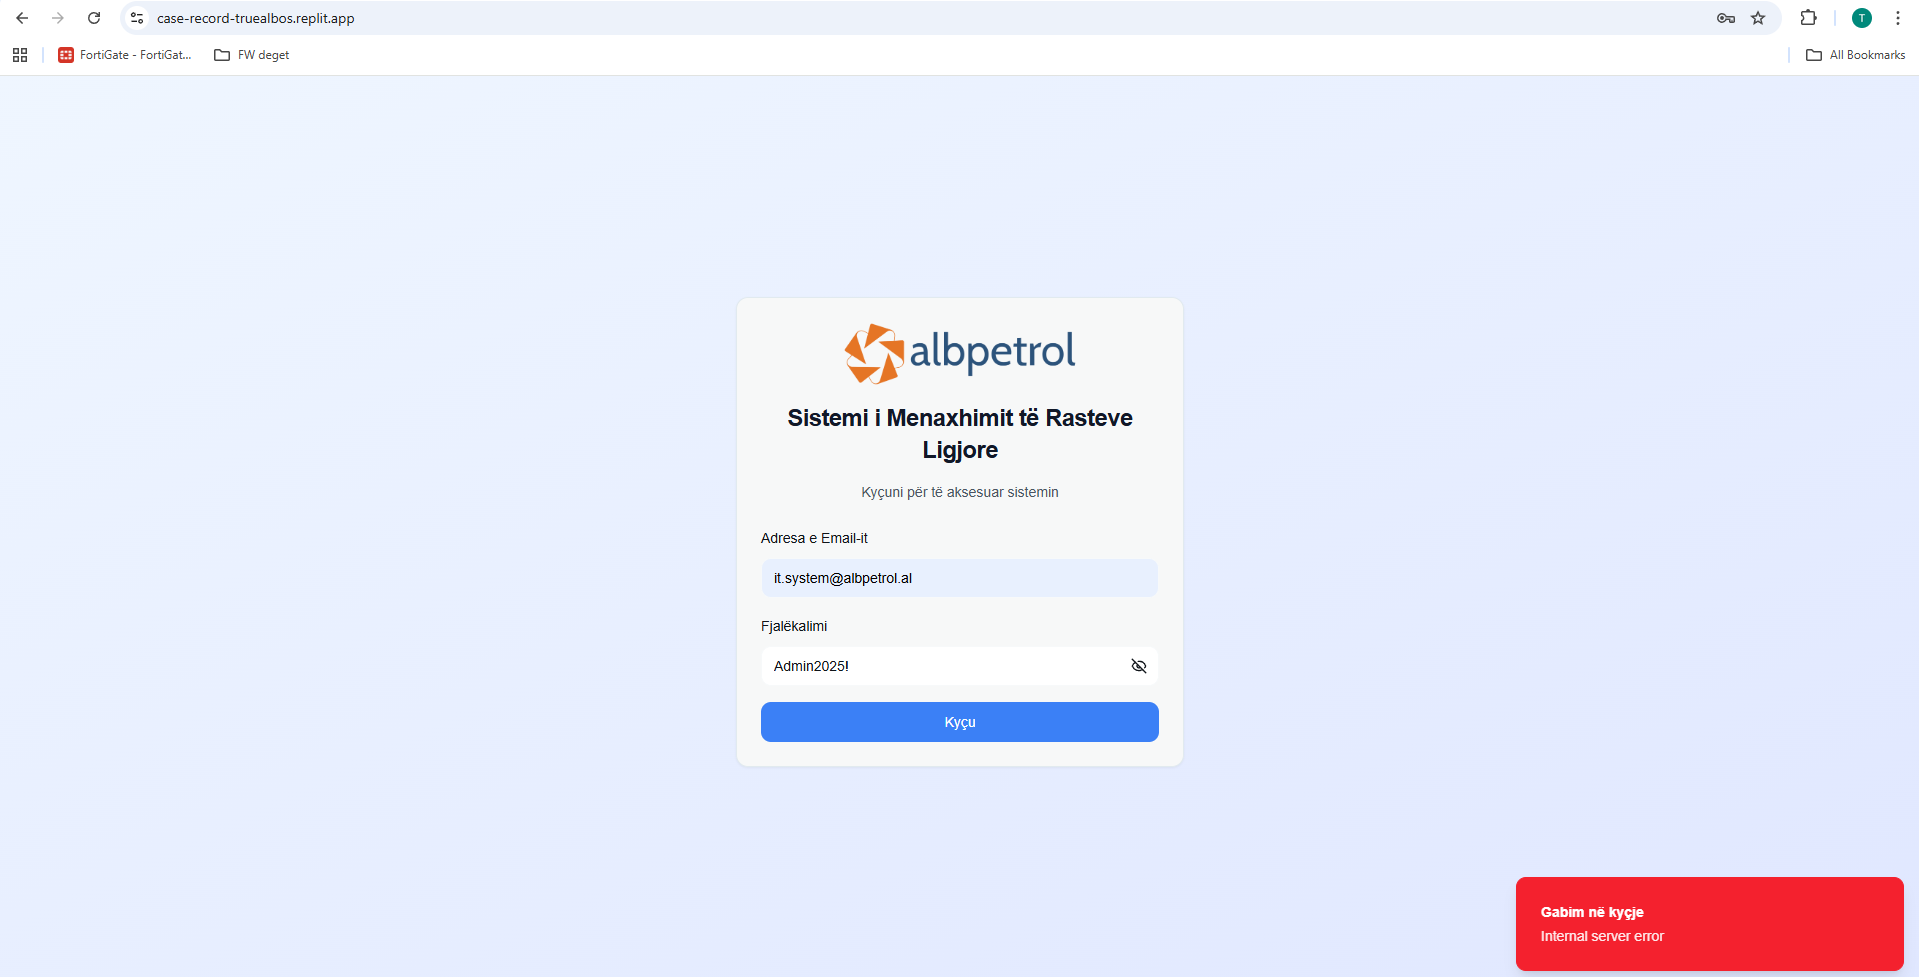 case-record-truealbos.replit.app
T
FortiGate - FortiGat...
FW deget
All Bookmarks
albpetrol
Sistemi i Menaxhimit të Rasteve
Ligjore
Kyçuni për të aksesuar sistemin
Adresa e Email-it
it.system@albpetrol.al
Fjalëkalimi
Admin2025!
Kyçu
Gabim në kyçje
Internal server error